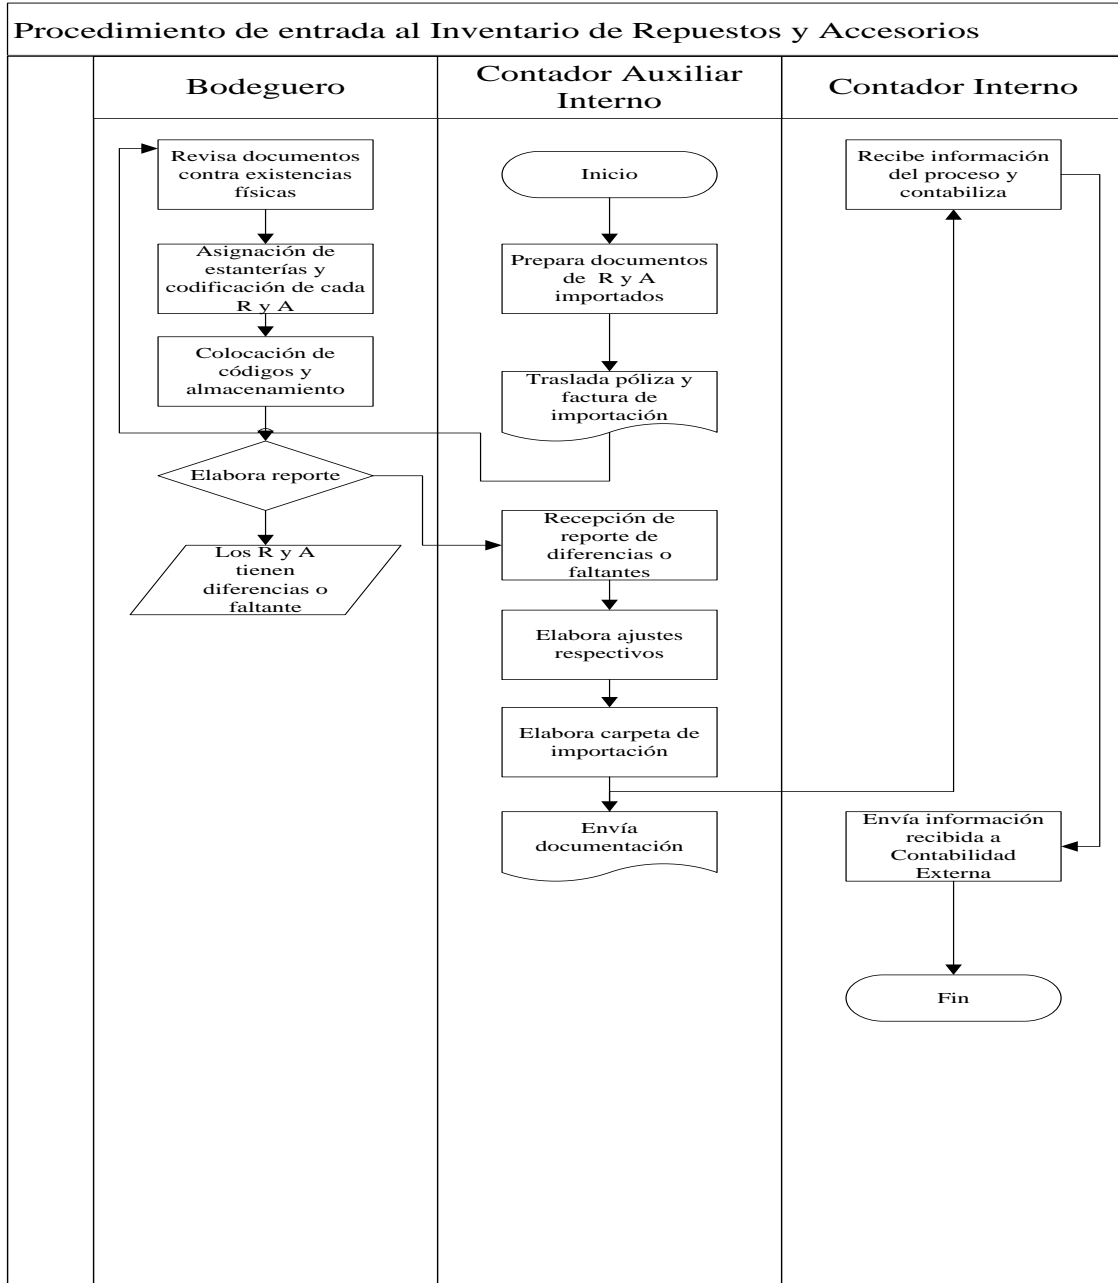 Procedimiento de entrada al Inventario de Repuestos y Accesorios
Bodeguero
Contador Auxiliar
Interno
Contador Interno
Revisa documentos
contra existencias
físicas
Asignación de
estanterías y
codificación de cada
R y A
Colocación de
códigos y
almacenamiento
Elabora reporte
Los R y A
tienen
diferencias o
faltante
Inicio
Prepara documentos
de R y A
importados
Traslada póliza y
factura de
importación
Recepción de
reporte de
diferencias o
faltantes
Elabora ajustes
respectivos
Elabora carpeta de
importación
Envía
documentación
Recibe información
del proceso y
contabiliza
Envía información
recibida a
Contabilidad
Externa
Fin